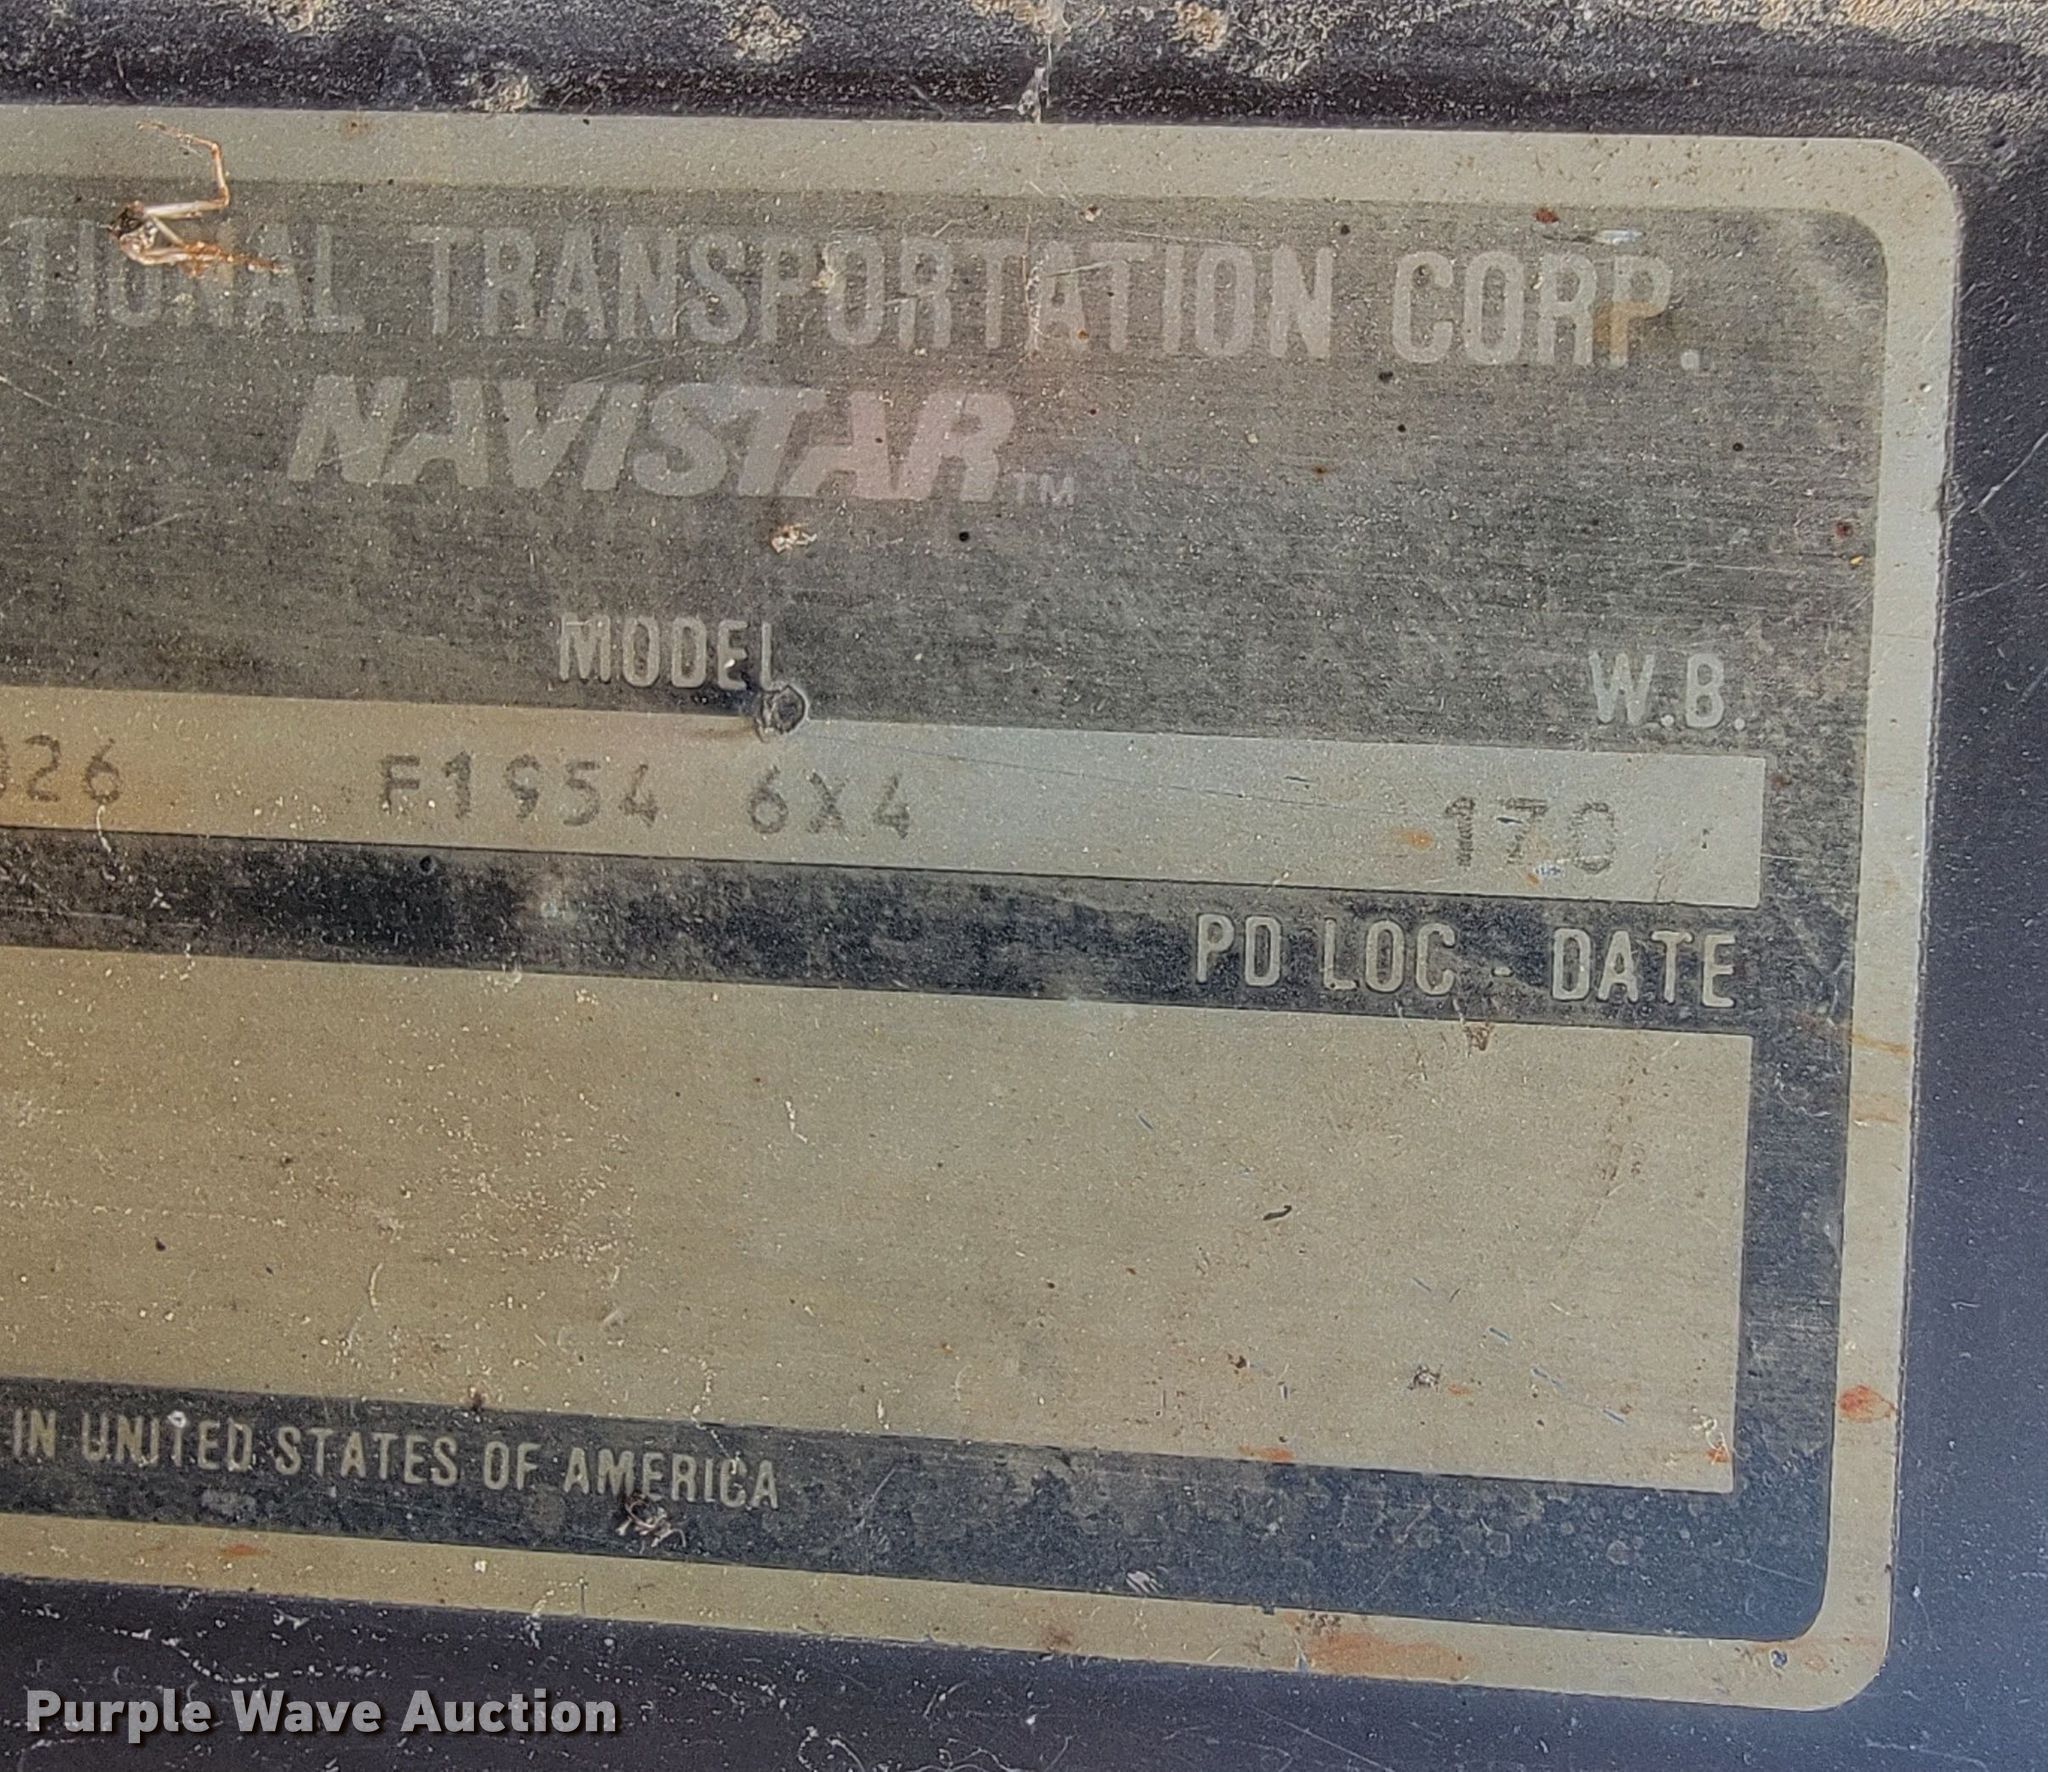 ATIONAL TRANSPORTATION CORP.
NAVISTAR™
MODEL W.B.
026 F1954 6X4 170
PD LOC - DATE
IN UNITED STATES OF AMERICA
Purple Wave Auction